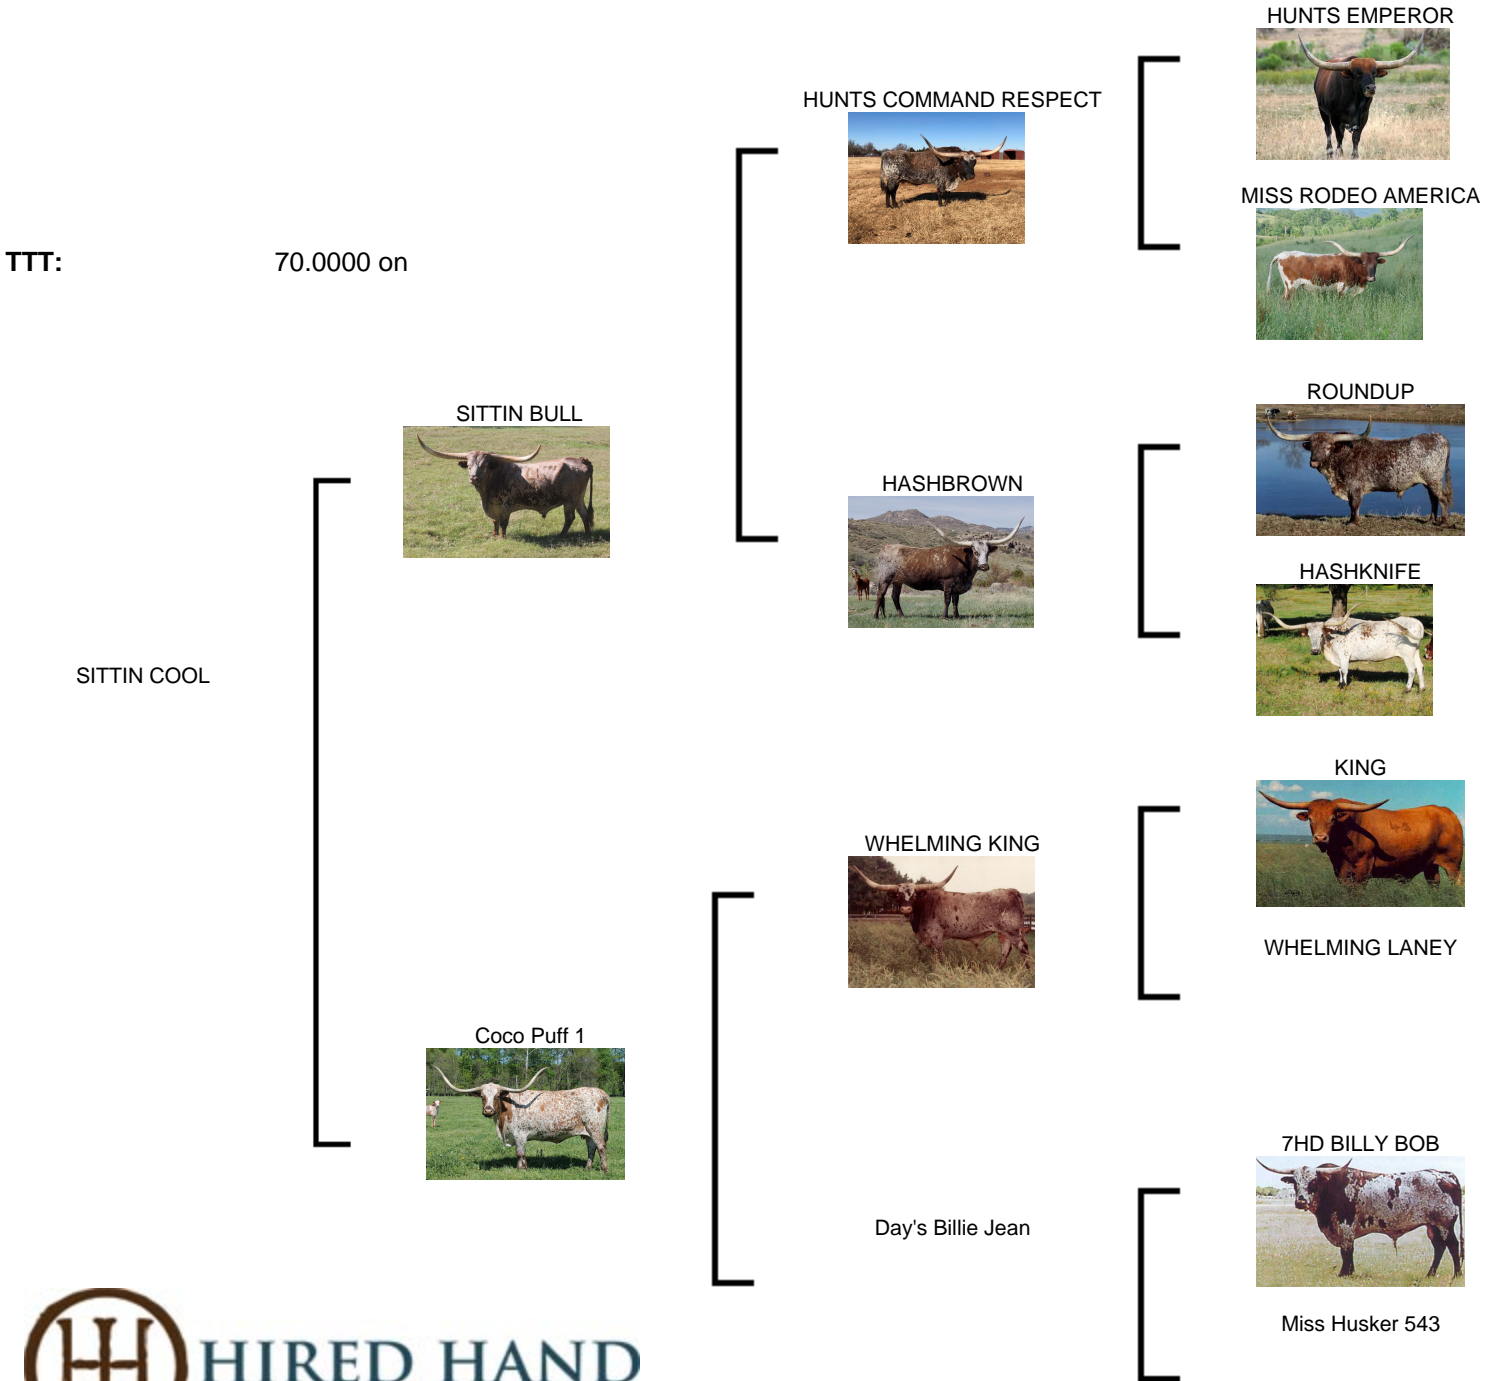 HUNTS EMPEROR
HUNTS COMMAND RESPECT
MISS RODEO AMERICA
TTT: 70.0000 on
ROUNDUP
SITTIN BULL
HASHBROWN
HASHKNIFE
SITTIN COOL
KING
WHELMING KING
WHELMING LANEY
Coco Puff 1
7HD BILLY BOB
Day's Billie Jean
Miss Husker 543
HIRED HAND